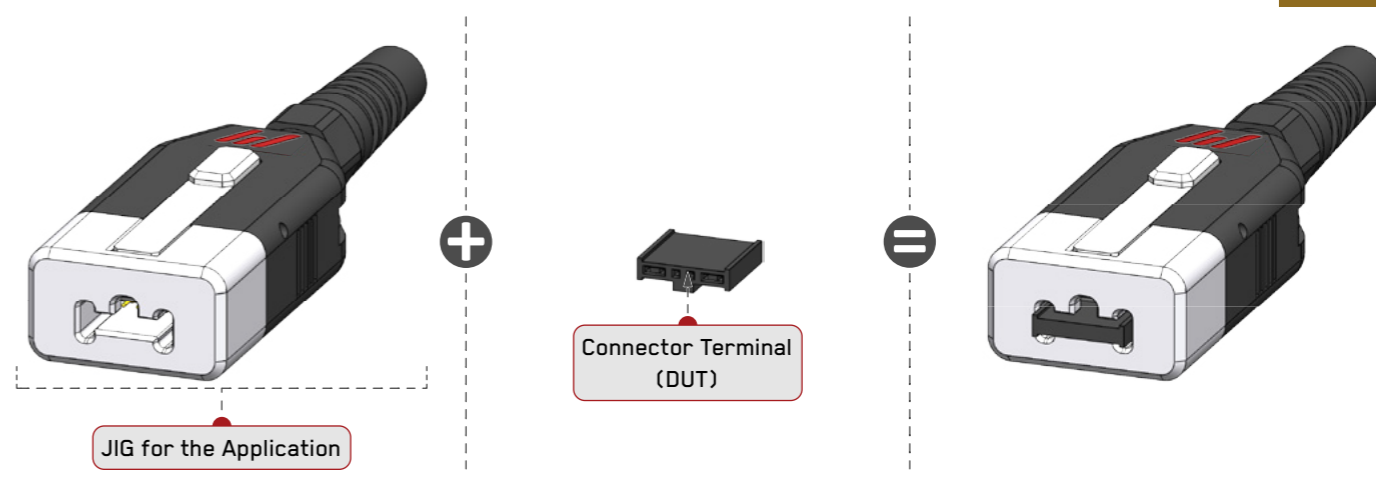 Connector Terminal
(DUT)
JIG for the Application